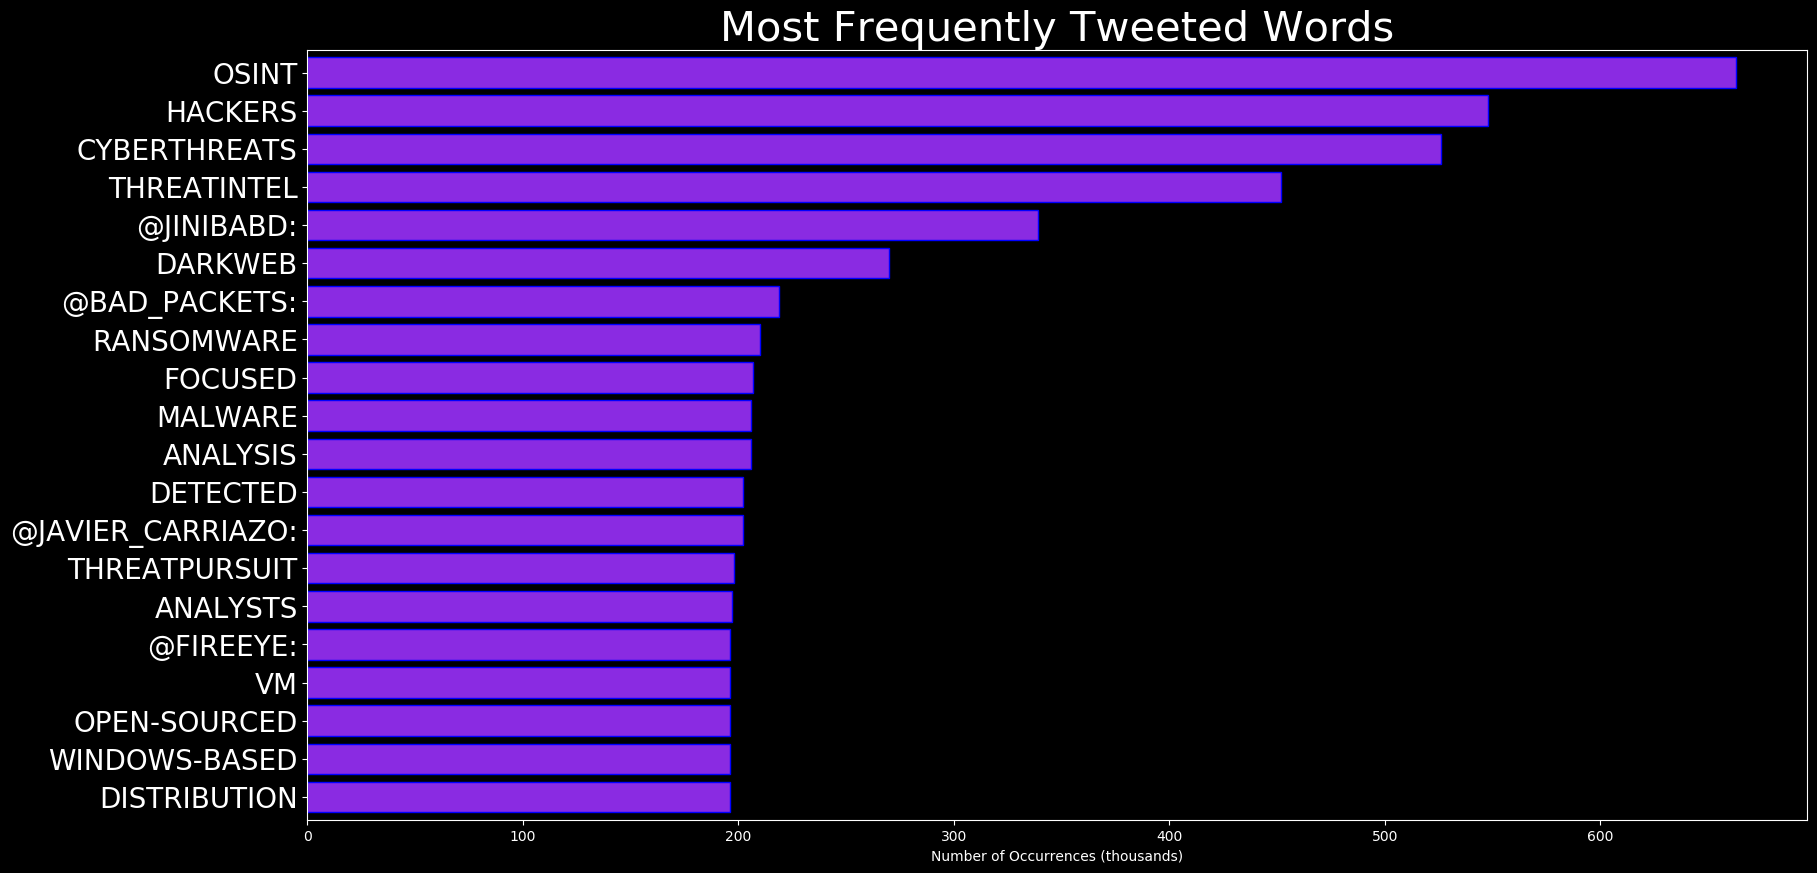 Most Frequently Tweeted Words
OSINT
HACKERS
CYBERTHREATS
THREATINTEL
@JINIBABD:
DARKWEB
@BAD_PACKETS:
RANSOMWARE
FOCUSED
MALWARE
ANALYSIS
DETECTED
@JAVIER_CARRIAZO:
THREATPURSUIT
ANALYSTS
@FIREEYE:
VM
OPEN-SOURCED
WINDOWS-BASED
DISTRIBUTION
0 100 200 300 400 500 600
Number of Occurrences (thousands)